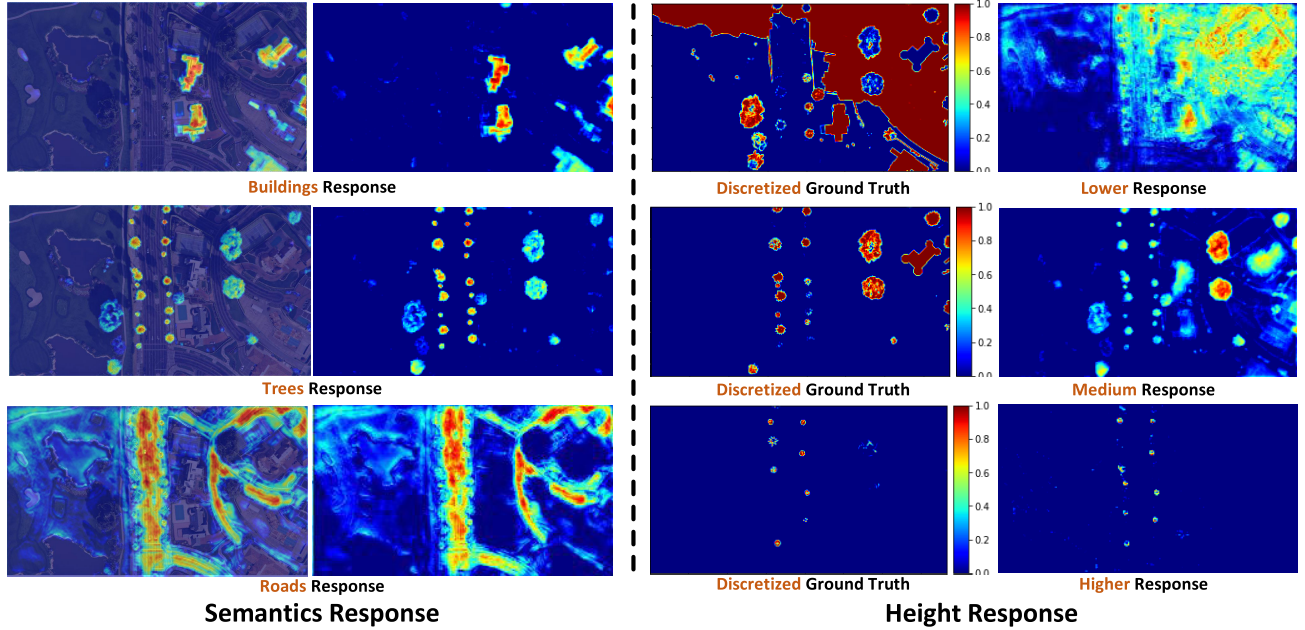 1.0
0.8
0.6
0.4
0.2
0.0
Buildings Response
Discretized Ground Truth
Lower Response
1.0
0.8
0.6
0.4
0.2
0.0
Trees Response
Discretized Ground Truth
Medium Response
1.0
0.8
0.6
0.4
0.2
0.0
Roads Response
Discretized Ground Truth
Higher Response
Semantics Response
Height Response